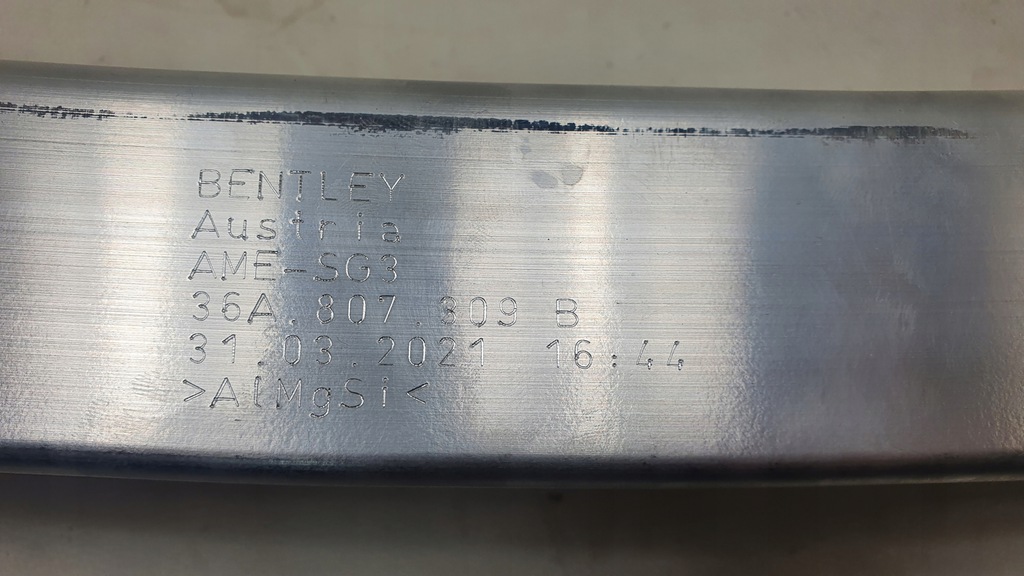 BENTLEY
Austria
AME-SG3
36A.807.309 B
31.03.2021 16:44
>AlMgSi<